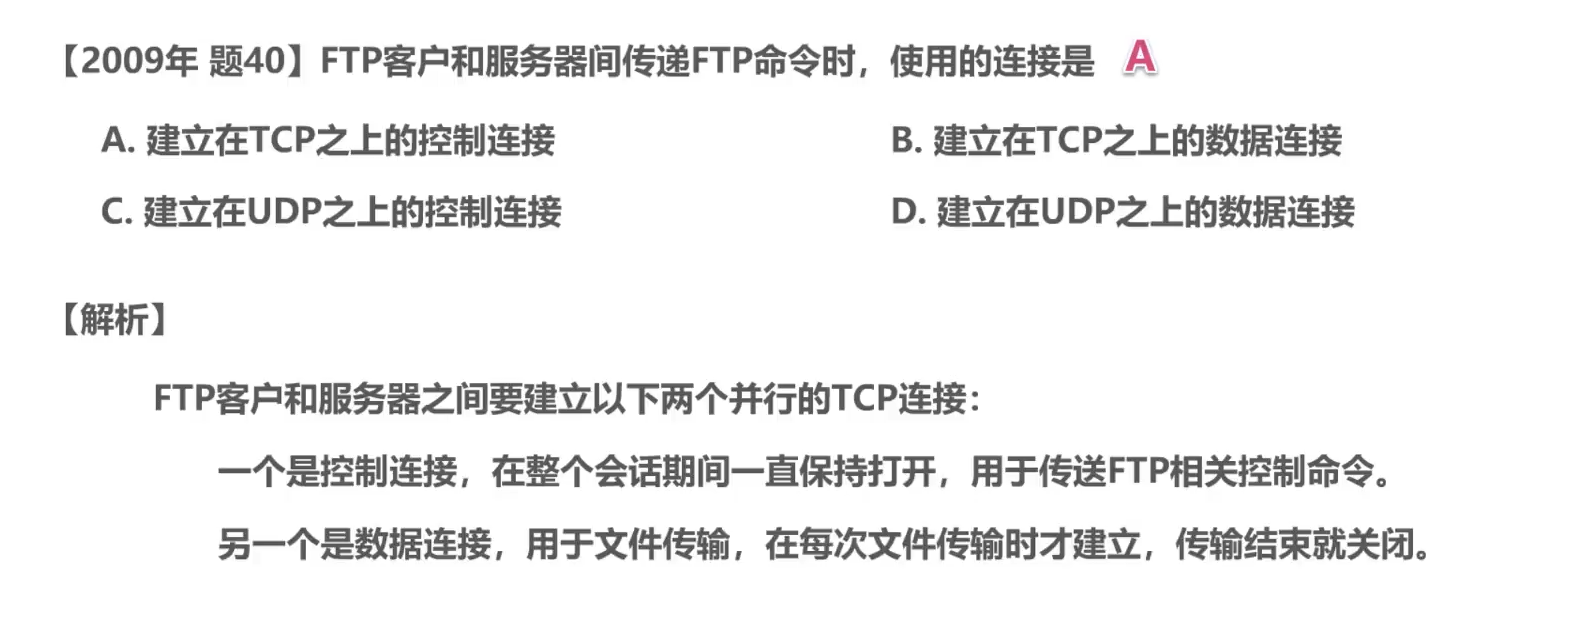 【2009年 题40】FTP客户和服务器间传递FTP命令时，使用的连接是 A
A. 建立在TCP之上的控制连接 B. 建立在TCP之上的数据连接
C. 建立在UDP之上的控制连接 D. 建立在UDP之上的数据连接
【解析】
FTP客户和服务器之间要建立以下两个并行的TCP连接：
一个是控制连接，在整个会话期间一直保持打开，用于传送FTP相关控制命令。
另一个是数据连接，用于文件传输，在每次文件传输时才建立，传输结束就关闭。